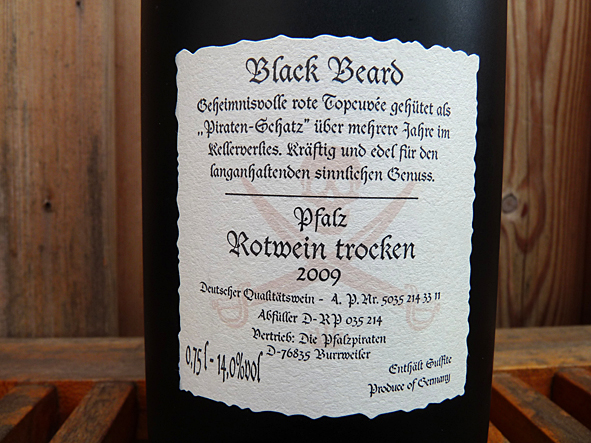 Black Beard
Geheimnisvolle rote Topcuvée gehütet als
„Piraten-Schatz” über mehrere Jahre im
Kellerverlies. Kräftig und edel für den
langanhaltenden sinnlichen Genuss.
Pfalz
Rotwein trocken
2009
Deutscher Qualitätswein - A. P. Nr. 5035 214 33 11
Abfüller D-RP 035 214
Vertrieb: Die Pfalzpiraten
D-76835 Burrweiler
0,75 l - 14,0%vol
Enthält Sulfite
Produce of Germany